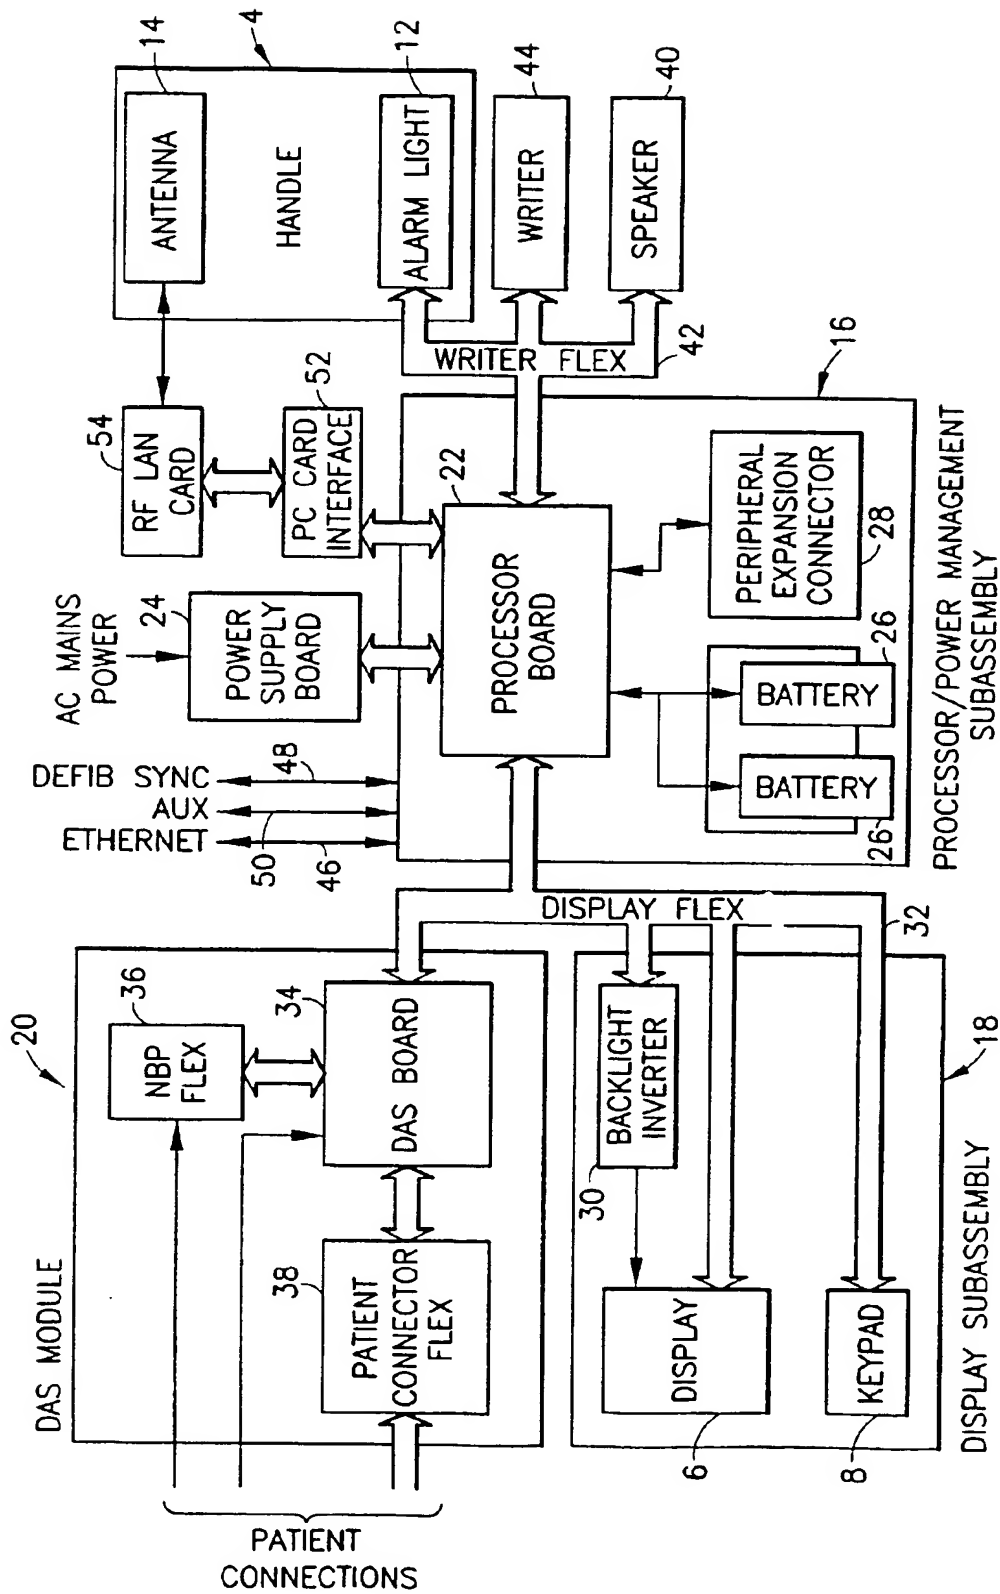 PATIENT
CONNECTIONS
DAS MODULE
20
NBP
FLEX
36
DAS BOARD
34
PATIENT
CONNECTOR
FLEX
38
DISPLAY SUBASSEMBLY
18
BACKLIGHT
INVERTER
30
DISPLAY
6
KEYPAD
8
DISPLAY FLEX
32
ETHERNET
46
AUX
50
DEFIB SYNC
48
AC MAINS
POWER
POWER
SUPPLY
BOARD
24
RF LAN
CARD
54
PC CARD
INTERFACE
52
PROCESSOR
BOARD
22
BATTERY
26
BATTERY
26
PERIPHERAL
EXPANSION
CONNECTOR
28
PROCESSOR/POWER MANAGEMENT
SUBASSEMBLY
16
WRITER FLEX
42
ANTENNA
14
HANDLE
4
ALARM LIGHT
12
WRITER
44
SPEAKER
40